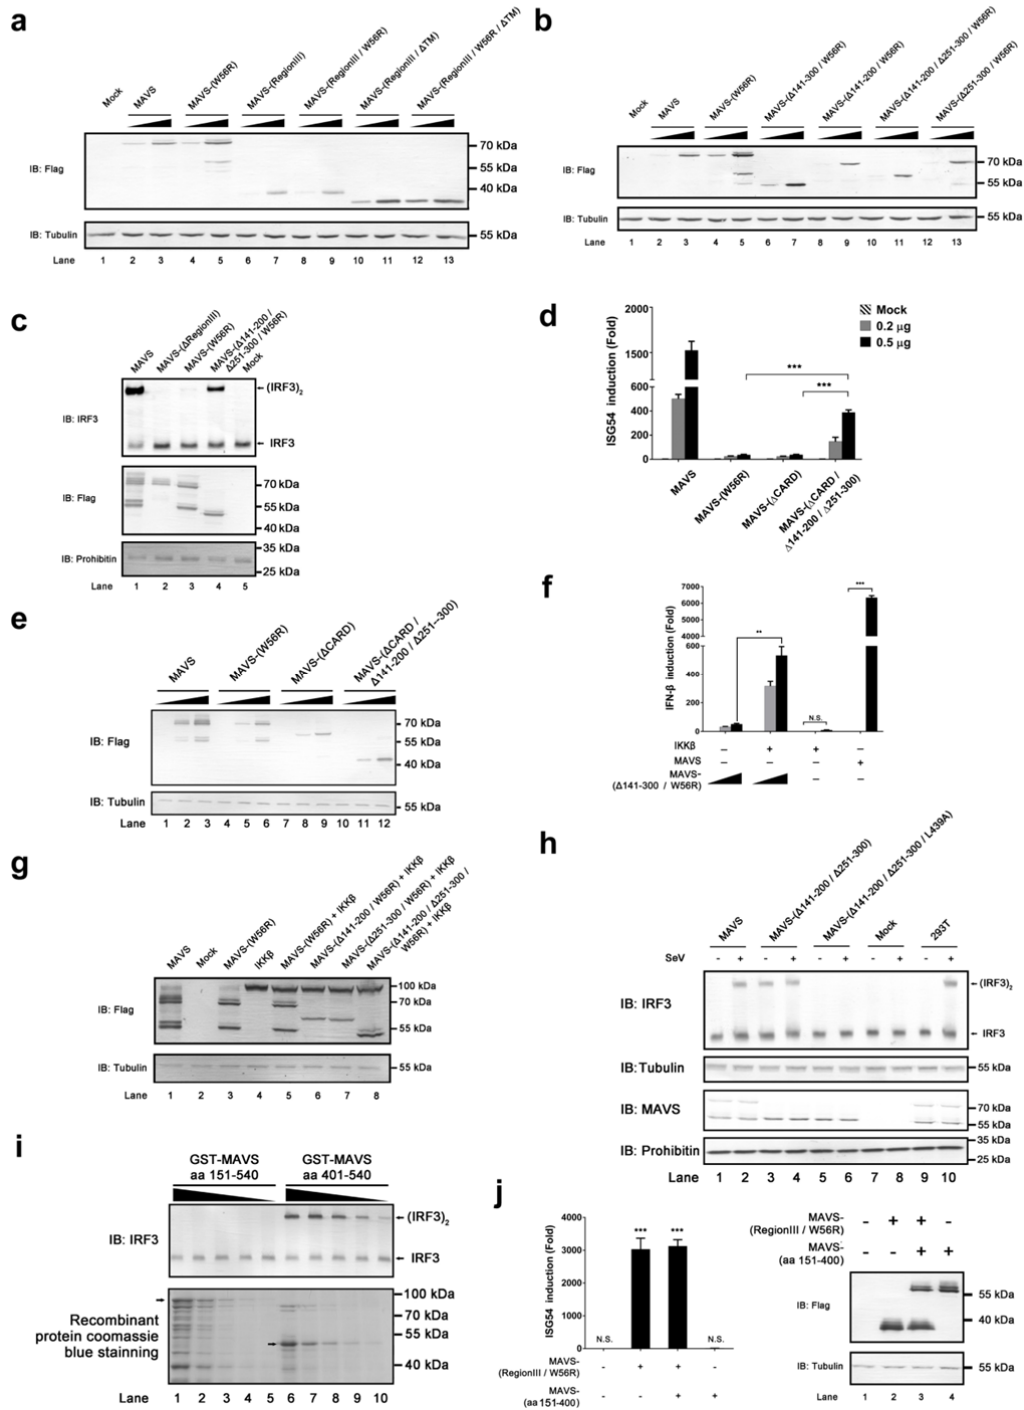 a
Mock
MAVS
MAVS-(W56R)
MAVS-(RegionIII)
MAVS-(RegionIII / W56R)
MAVS-(RegionIII / ΔTM)
MAVS-(RegionIII / W56R / ΔTM)
IB: Flag
70 kDa
55 kDa
40 kDa
IB: Tubulin
55 kDa
Lane 1 2 3 4 5 6 7 8 9 10 11 12 13
b
Mock
MAVS
MAVS-(W56R)
MAVS-(Δ141-300 / W56R)
MAVS-(Δ141-200 / W56R)
MAVS-(Δ141-200 / Δ251-300 / W56R)
MAVS-(Δ251-300 / W56R)
IB: Flag
70 kDa
55 kDa
IB: Tubulin
55 kDa
Lane 1 2 3 4 5 6 7 8 9 10 11 12 13
c
MAVS
MAVS-(ΔRegionIII)
MAVS-(W56R)
MAVS-(Δ141-200 /
Δ251-300 / W56R)
Mock
IB: IRF3
(IRF3)2
IRF3
IB: Flag
70 kDa
55 kDa
40 kDa
IB: Prohibitin
35 kDa
25 kDa
Lane 1 2 3 4 5
d
ISG54 induction (Fold)
2000
1500
600
400
200
0
Mock
0.2 µg
0.5 µg
***
***
MAVS
MAVS-(W56R)
MAVS-(ΔCARD)
MAVS-(ΔCARD /
Δ141-200 / Δ251-300)
e
MAVS
MAVS-(W56R)
MAVS-(ΔCARD)
MAVS-(ΔCARD /
Δ141-200 / Δ251--300)
IB: Flag
70 kDa
55 kDa
40 kDa
IB: Tubulin
55 kDa
Lane 1 2 3 4 5 6 7 8 9 10 11 12
f
IFN-β induction (Fold)
7000
6000
5000
4000
600
400
200
0
**
N.S.
***
IKKβ – + + –
MAVS – – – +
MAVS-
(Δ141-300 / W56R) – –
g
MAVS
Mock
MAVS-(W56R)
IKKβ
MAVS-(W56R) + IKKβ
MAVS-(Δ141-200 / W56R) + IKKβ
MAVS-(Δ251-300 / W56R) + IKKβ
MAVS-(Δ141-200 / Δ251-300 /
W56R) + IKKβ
IB: Flag
100 kDa
70 kDa
55 kDa
IB: Tubulin
55 kDa
Lane 1 2 3 4 5 6 7 8
h
MAVS
MAVS-(Δ141-200 / Δ251-300)
MAVS-(Δ141-200 / Δ251-300 / L439A)
Mock
293T
SeV - + - + - + - + - +
IB: IRF3
(IRF3)2
IRF3
IB: Tubulin
55 kDa
IB: MAVS
70 kDa
55 kDa
IB: Prohibitin
35 kDa
25 kDa
Lane 1 2 3 4 5 6 7 8 9 10
i
GST-MAVS
aa 151-540
GST-MAVS
aa 401-540
IB: IRF3
(IRF3)2
IRF3
Recombinant
protein coomassie
blue stainning
100 kDa
70 kDa
55 kDa
40 kDa
Lane 1 2 3 4 5 6 7 8 9 10
j
ISG54 induction (Fold)
4000
3000
2000
1000
0
N.S.
***
***
N.S.
MAVS-
(RegionIII / W56R) - + + -
MAVS-
(aa 151-400) - - + +
MAVS-
(RegionIII / W56R) - + + -
MAVS-
(aa 151-400) - - + +
IB: Flag
55 kDa
40 kDa
IB: Tubulin
55 kDa
Lane 1 2 3 4